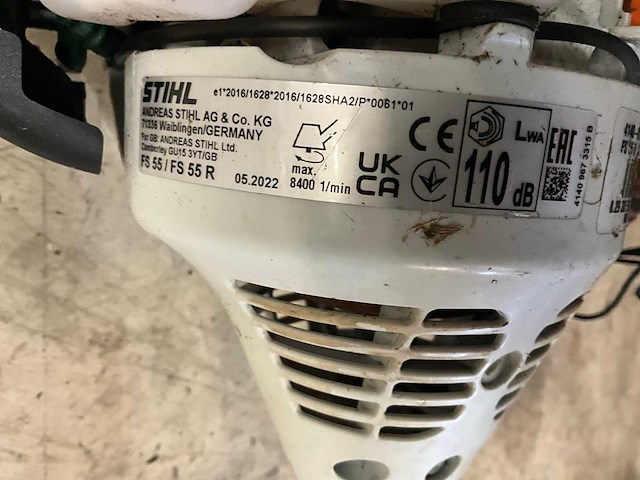 STIHL
e1*2016/1628*2016/1628SHA2/P*0061*01
ANDREAS STIHL AG & Co. KG
71336 Waiblingen/GERMANY
For GB: ANDREAS STIHL Ltd.
Camberley GU15 3YT/GB
FS 55 / FS 55 R
05.2022
max.
8400 1/min
CE
UK
CA
LWA
110 dB
EAC
4140 967 3315 B